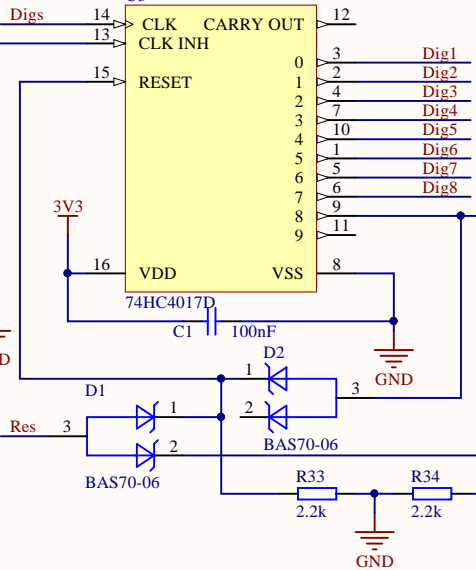 Digs 14 CLK CARRY OUT 12
13 CLK INH
0 3 Dig1
15 RESET 1 2 Dig2
2 4 Dig3
3 7 Dig4
4 10 Dig5
5 1 Dig6
6 5 Dig7
7 6 Dig8
3V3 8 9
9 11
16 VDD VSS 8
74HC4017D
C1 100nF
D
GND
D2
D1 1 3
Res 3 1 2
2 BAS70-06
BAS70-06
R33 R34
2.2k 2.2k
GND